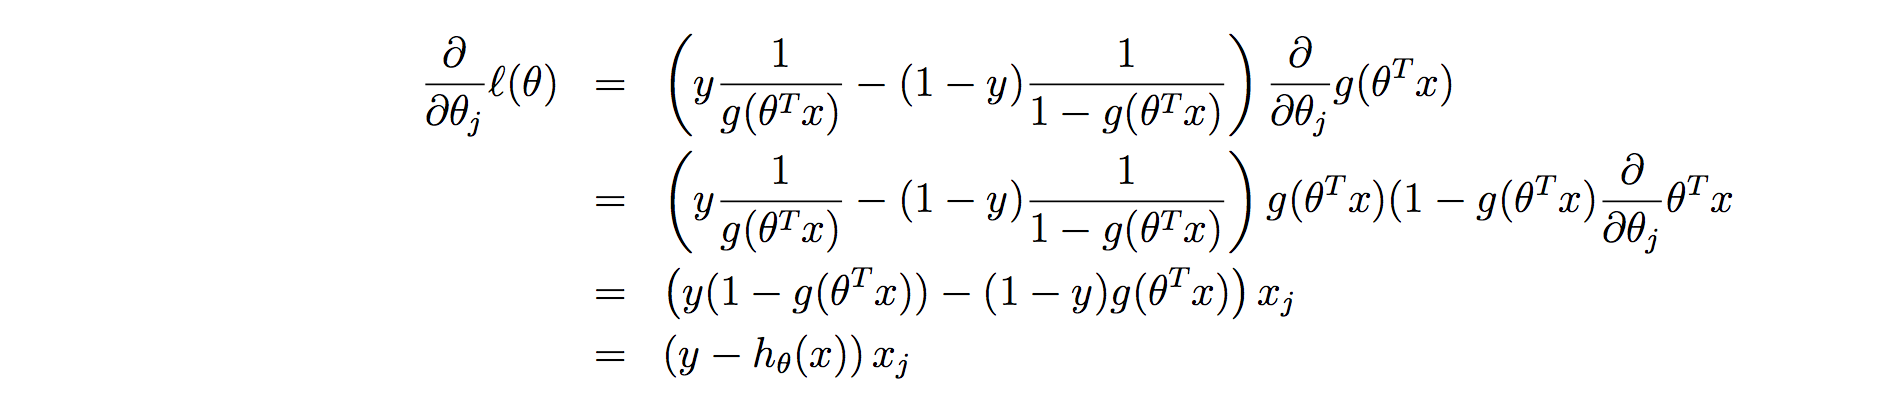 ∂/∂θ_j ℓ(θ) = ( y 1/g(θ^T x) − (1 − y) 1/(1 − g(θ^T x)) ) ∂/∂θ_j g(θ^T x)
= ( y 1/g(θ^T x) − (1 − y) 1/(1 − g(θ^T x)) ) g(θ^T x)(1 − g(θ^T x) ∂/∂θ_j θ^T x
= (y(1 − g(θ^T x)) − (1 − y)g(θ^T x)) x_j
= (y − h_θ(x)) x_j